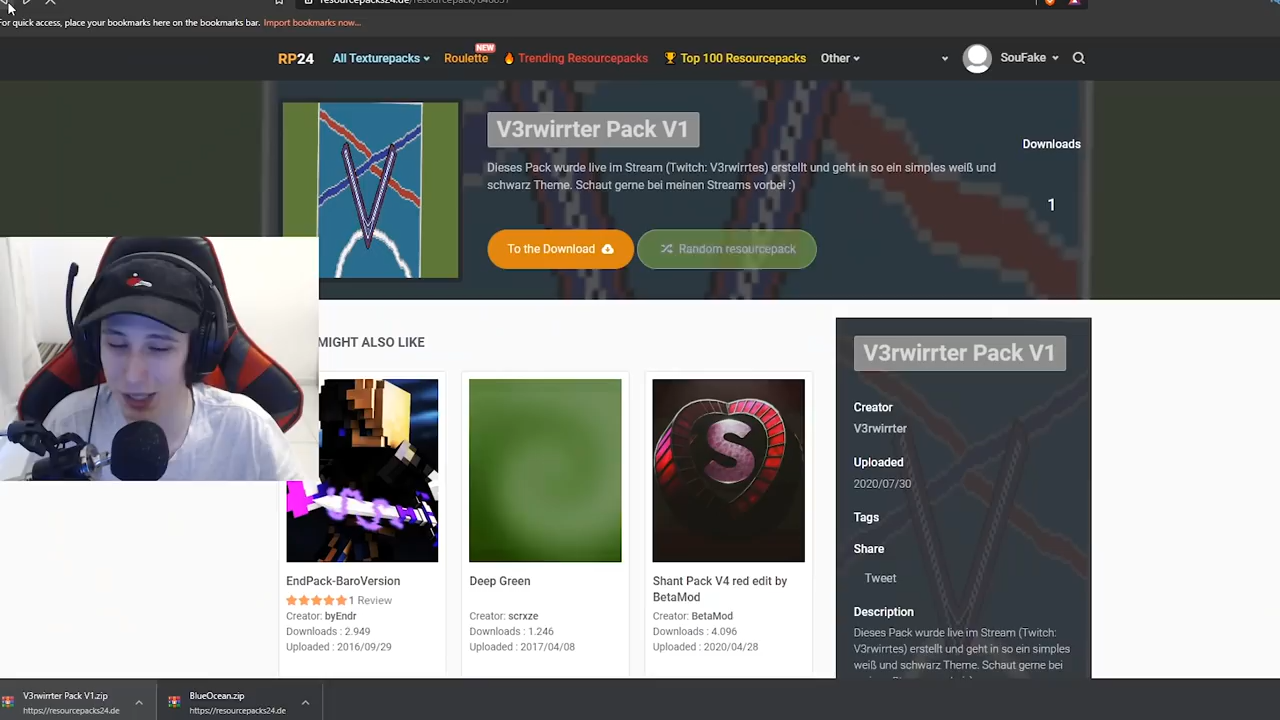 For quick access, place your bookmarks here on the bookmarks bar. Import bookmarks now...
RP24 All Texturepacks Roulette NEW Trending Resourcepacks Top 100 Resourcepacks Other SouFake
V3rwirrter Pack V1
Dieses Pack wurde live im Stream (Twitch: V3rwirrtes) erstellt und geht in so ein simples weiß und
schwarz Theme. Schaut gerne bei meinen Streams vorbei :)
Downloads
1
To the Download Random resourcepack
MIGHT ALSO LIKE
EndPack-BaroVersion
1 Review
Creator: byEndr
Downloads : 2.949
Uploaded : 2016/09/29
Deep Green
Creator: scrxze
Downloads : 1.246
Uploaded : 2017/04/08
S
Shant Pack V4 red edit by
BetaMod
Creator: BetaMod
Downloads : 4.096
Uploaded : 2020/04/28
V3rwirrter Pack V1
Creator
V3rwirrter
Uploaded
2020/07/30
Tags
Share
Tweet
Description
Dieses Pack wurde live im Stream (Twitch:
V3rwirrtes) erstellt und geht in so ein simples
weiß und schwarz Theme. Schaut gerne bei
V3rwirrter Pack V1.zip
https://resourcepacks24.de
BlueOcean.zip
https://resourcepacks24.de